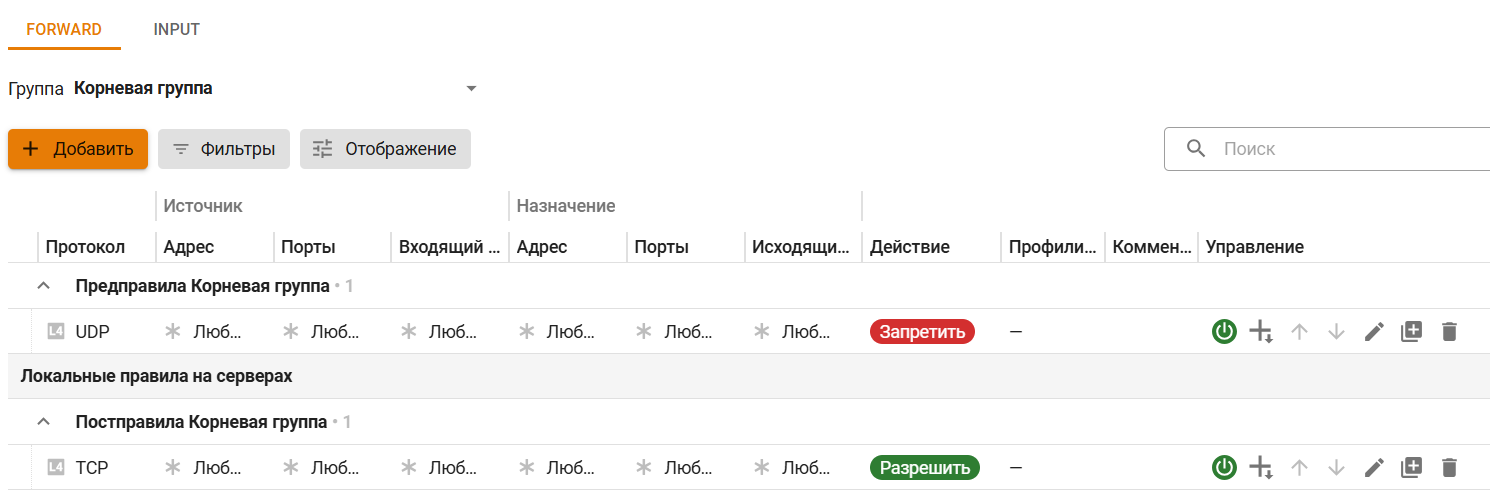 FORWARD INPUT
Группа Корневая группа
Добавить Фильтры Отображение Поиск
Источник Назначение
Протокол Адрес Порты Входящий ... Адрес Порты Исходящи... Действие Профили... Коммен... Управление
Предправила Корневая группа • 1
L4 UDP Люб... Люб... Люб... Люб... Люб... Люб... Запретить —
Локальные правила на серверах
Постправила Корневая группа • 1
L4 TCP Люб... Люб... Люб... Люб... Люб... Люб... Разрешить —